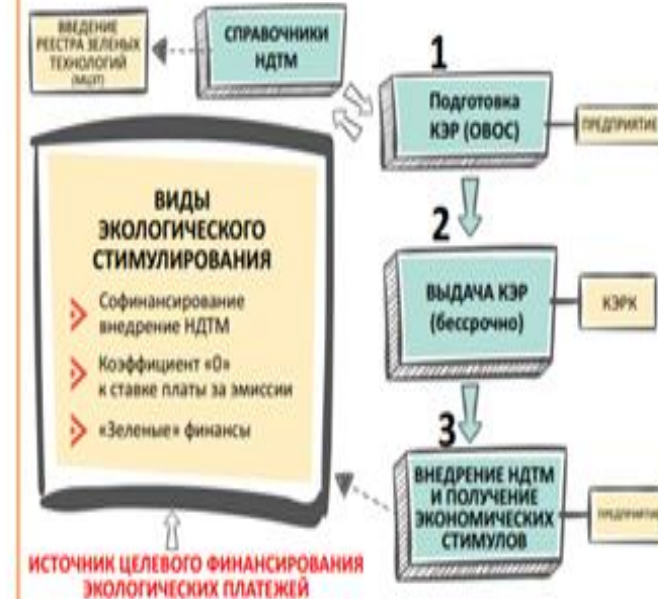 ВВЕДЕНИЕ
РЕЕСТРА ЗЕЛЕНЫХ
ТЕХНОЛОГИЙ
(МЦЗТ)
СПРАВОЧНИКИ
НДТМ
1
Подготовка
КЭР (ОВОС)
ПРЕДПРИЯТИЕ
ВИДЫ
ЭКОЛОГИЧЕСКОГО
СТИМУЛИРОВАНИЯ
Софинансирование
внедрение НДТМ
Коэффициент «0»
к ставке платы за эмиссии
«Зеленые» финансы
2
ВЫДАЧА КЭР
(бессрочно)
КЭРК
3
ВНЕДРЕНИЕ НДТМ
И ПОЛУЧЕНИЕ
ЭКОНОМИЧЕСКИХ
СТИМУЛОВ
ПРЕДПРИЯТИЕ
ИСТОЧНИК ЦЕЛЕВОГО ФИНАНСИРОВАНИЯ
ЭКОЛОГИЧЕСКИХ ПЛАТЕЖЕЙ